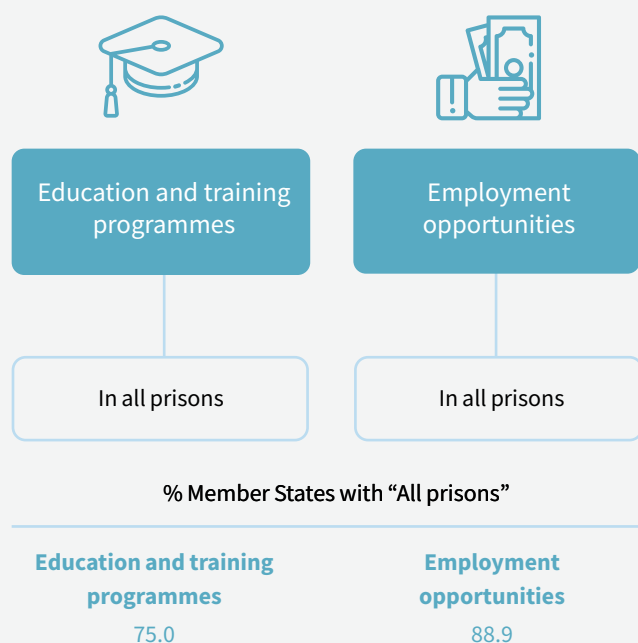 Education and training
programmes
Employment
opportunities
In all prisons
In all prisons
% Member States with “All prisons”
Education and training
programmes
Employment
opportunities
75.0
88.9